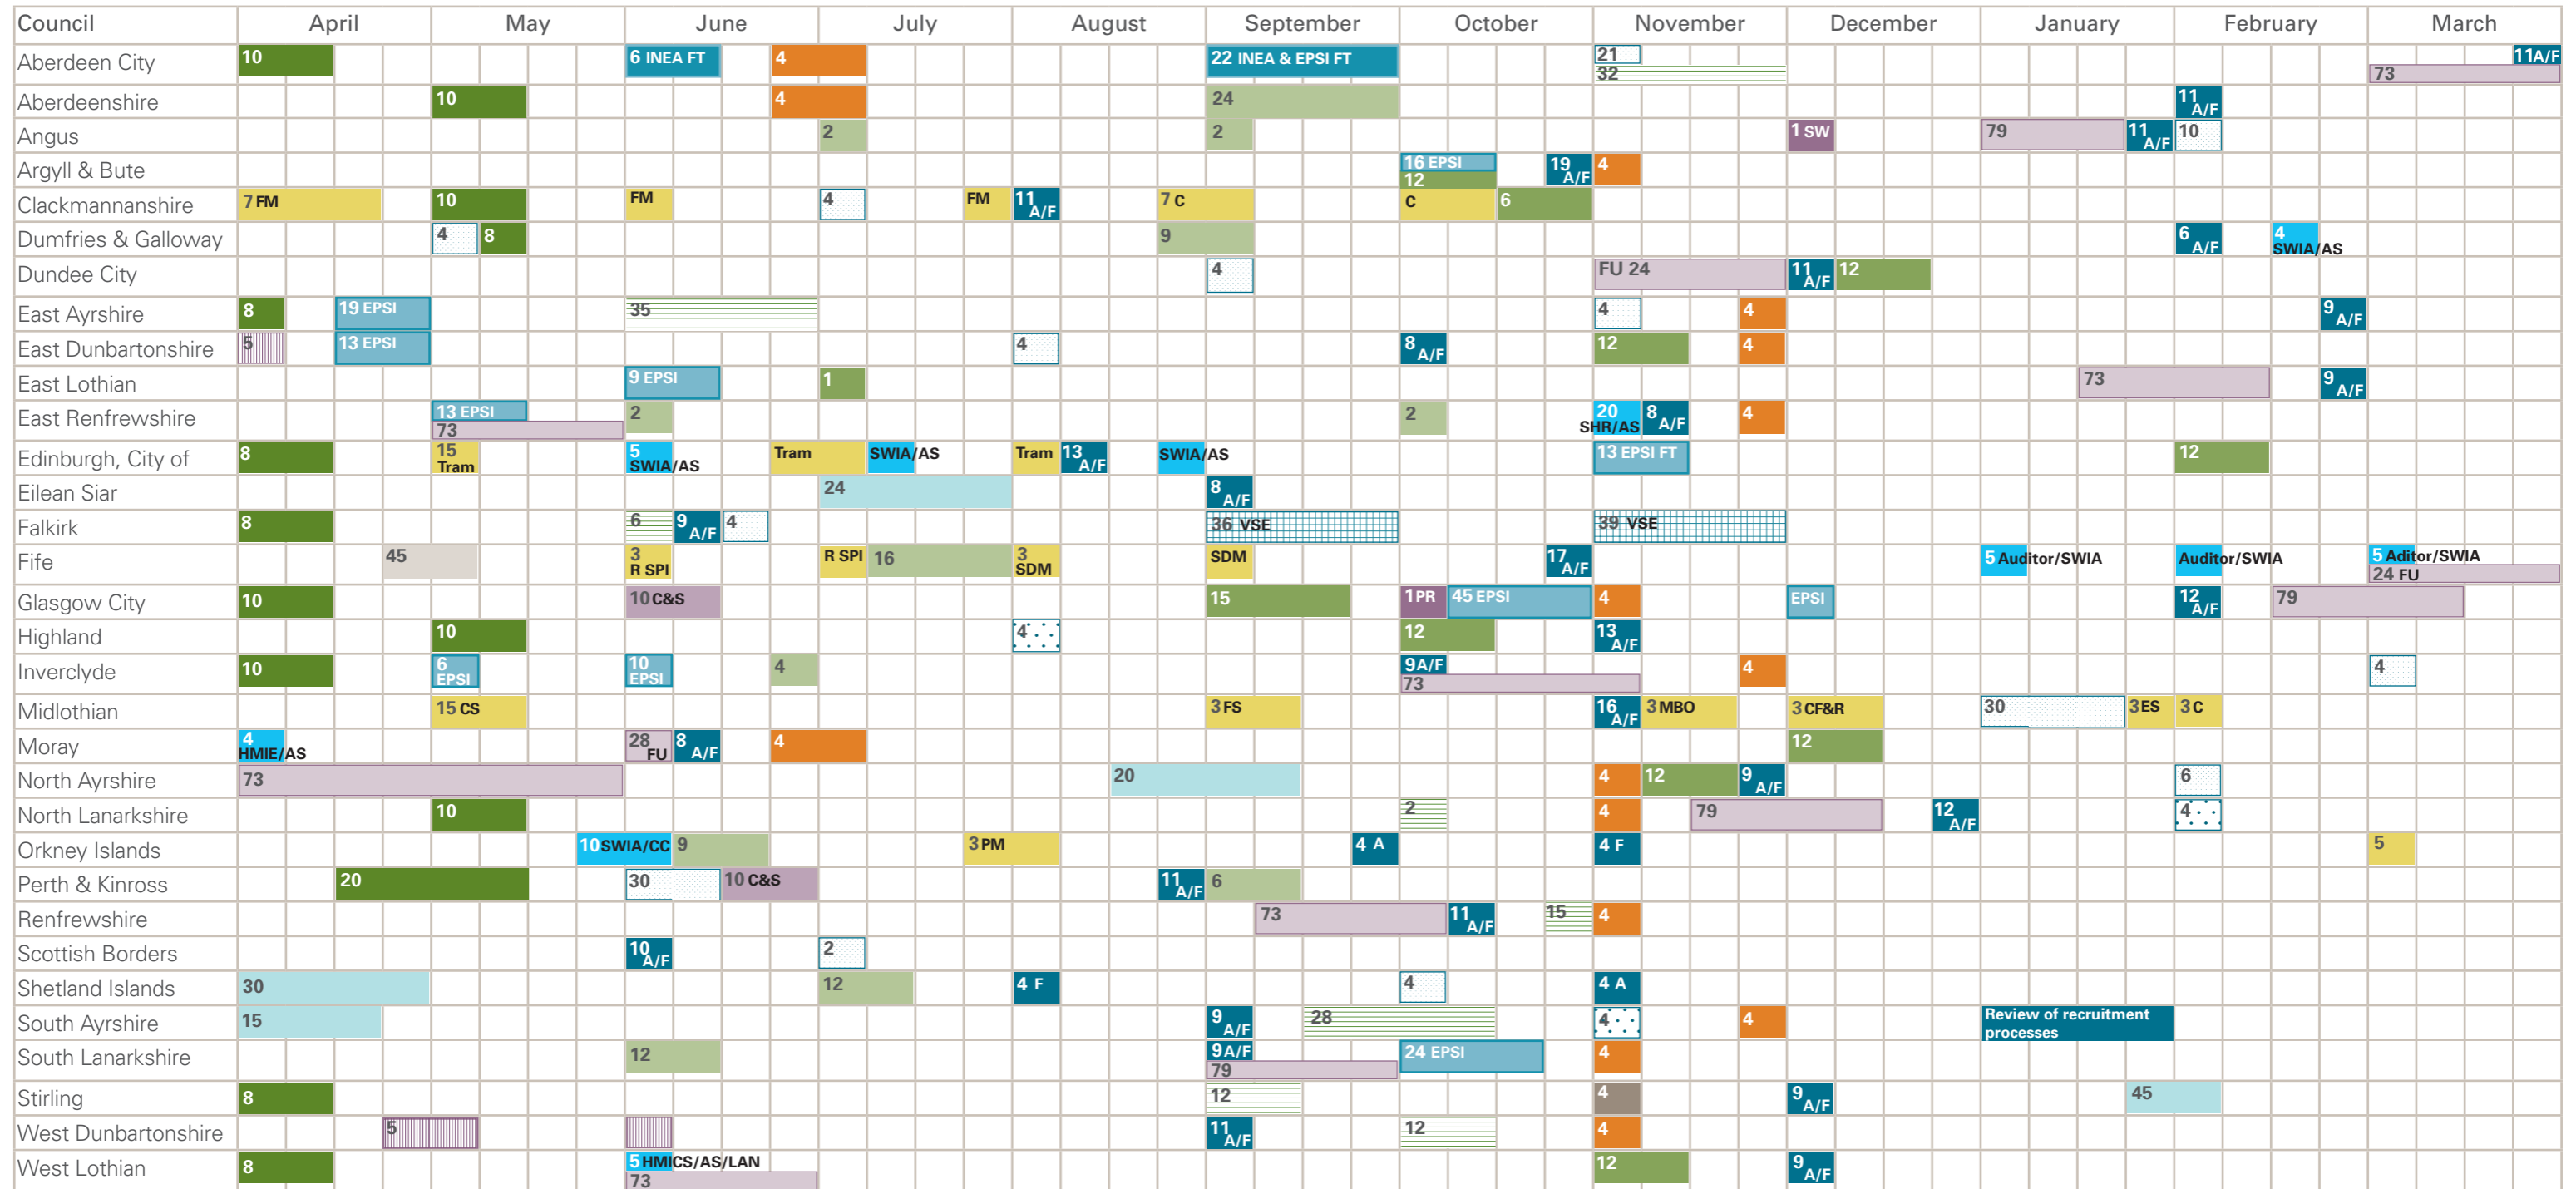 Council April May June July August September October November December January February March
Aberdeen City 10 6 INEA FT 4 22 INEA & EPSI FT 21 11A/F
32 73
Aberdeenshire 10 4 24 11 A/F
Angus 2 2 1 SW 79 11 A/F 10
Argyll & Bute 16 EPSI 19 A/F 4
12
Clackmannanshire 7 FM 10 FM 4 FM 11 A/F 7 C C 6
Dumfries & Galloway 4 8 9 6 A/F 4 SWIA/AS
Dundee City 4 FU 24 11 A/F 12
East Ayrshire 8 19 EPSI 35 4 4 9 A/F
East Dunbartonshire 5 13 EPSI 4 8 A/F 12 4
East Lothian 9 EPSI 1 73 9 A/F
East Renfrewshire 13 EPSI 2 2 20 SHR/AS 8 A/F 4
73
Edinburgh, City of 8 15 Tram 5 SWIA/AS Tram SWIA/AS Tram 13 A/F SWIA/AS 13 EPSI FT 12
Eilean Siar 24 8 A/F
Falkirk 8 6 9 A/F 4 36 VSE 39 VSE
Fife 45 3 R SPI R SPI 16 3 SDM SDM 17 A/F 5 Auditor/SWIA Auditor/SWIA 5 Aditor/SWIA
24 FU
Glasgow City 10 10 C&S 15 1 PR 45 EPSI 4 EPSI 12 A/F 79
Highland 10 4 12 13 A/F
Inverclyde 10 6 EPSI 10 EPSI 4 9A/F 4 4
73
Midlothian 15 CS 3 FS 16 A/F 3 MBO 3 CF&R 30 3 ES 3 C
Moray 4 HMIE/AS 28 FU 8 A/F 4 12
North Ayrshire 73 20 4 12 9 A/F 6
North Lanarkshire 10 2 4 79 12 A/F 4
Orkney Islands 10 SWIA/CC 9 3 PM 4 A 4 F 5
Perth & Kinross 20 30 10 C&S 11 A/F 6
Renfrewshire 73 11 A/F 15 4
Scottish Borders 10 A/F 2
Shetland Islands 30 12 4 F 4 4 A
South Ayrshire 15 9 A/F 28 4 4 Review of recruitment
processes
South Lanarkshire 12 9A/F 24 EPSI 4
79
Stirling 8 12 4 9 A/F 45
West Dunbartonshire 5 11 A/F 12 4
West Lothian 8 5 HMICS/AS/LAN 12 9 A/F
73